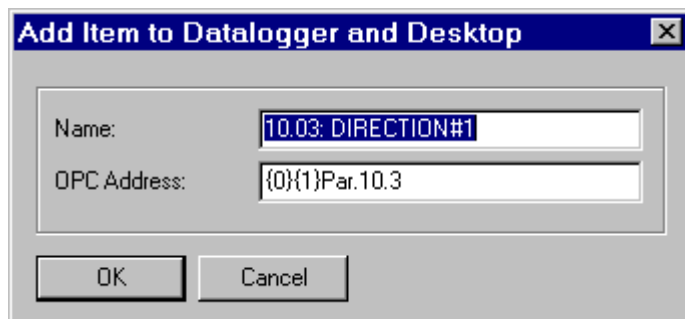 Add Item to Datalogger and Desktop
Name: 10.03: DIRECTION#1
OPC Address: {0}{1}Par.10.3
OK Cancel